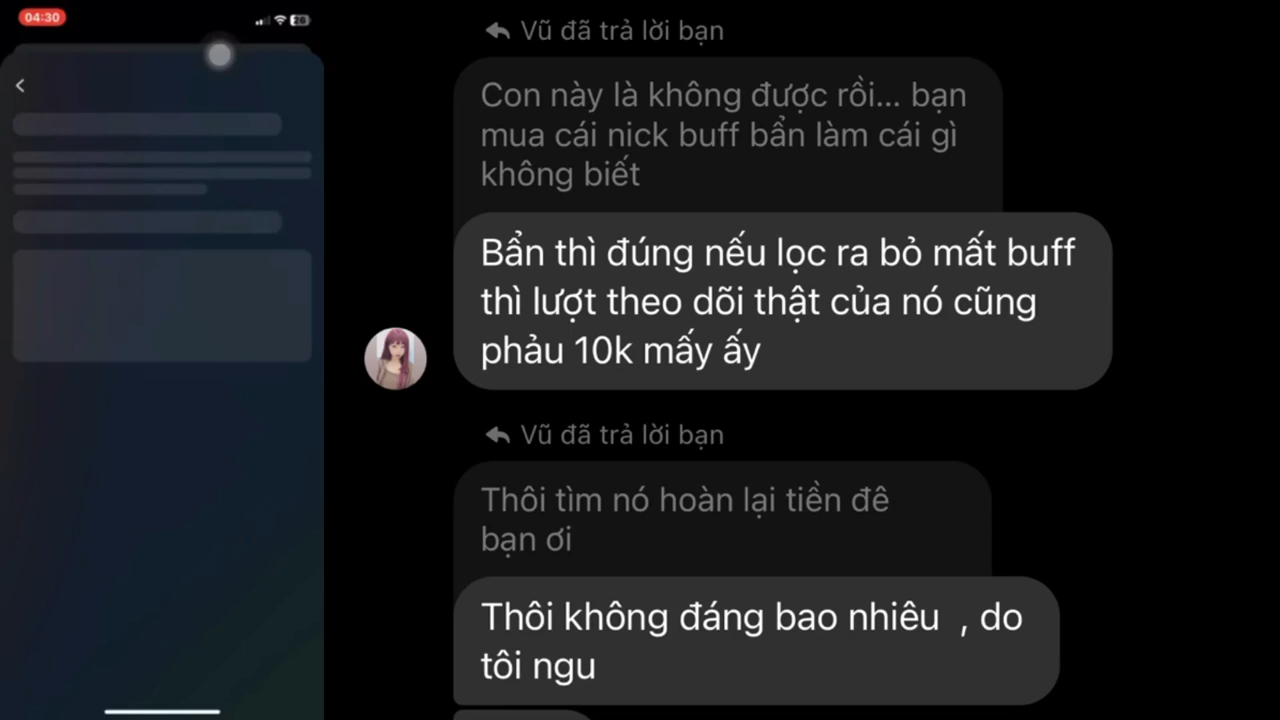 04:30
26
Vũ đã trả lời bạn
Con này là không được rồi... bạn
mua cái nick buff bẩn làm cái gì
không biết
Bẩn thì đúng nếu lọc ra bỏ mất buff
thì lượt theo dõi thật của nó cũng
phảu 10k mấy ấy
Vũ đã trả lời bạn
Thôi tìm nó hoàn lại tiền đê
bạn ơi
Thôi không đáng bao nhiêu , do
tôi ngu